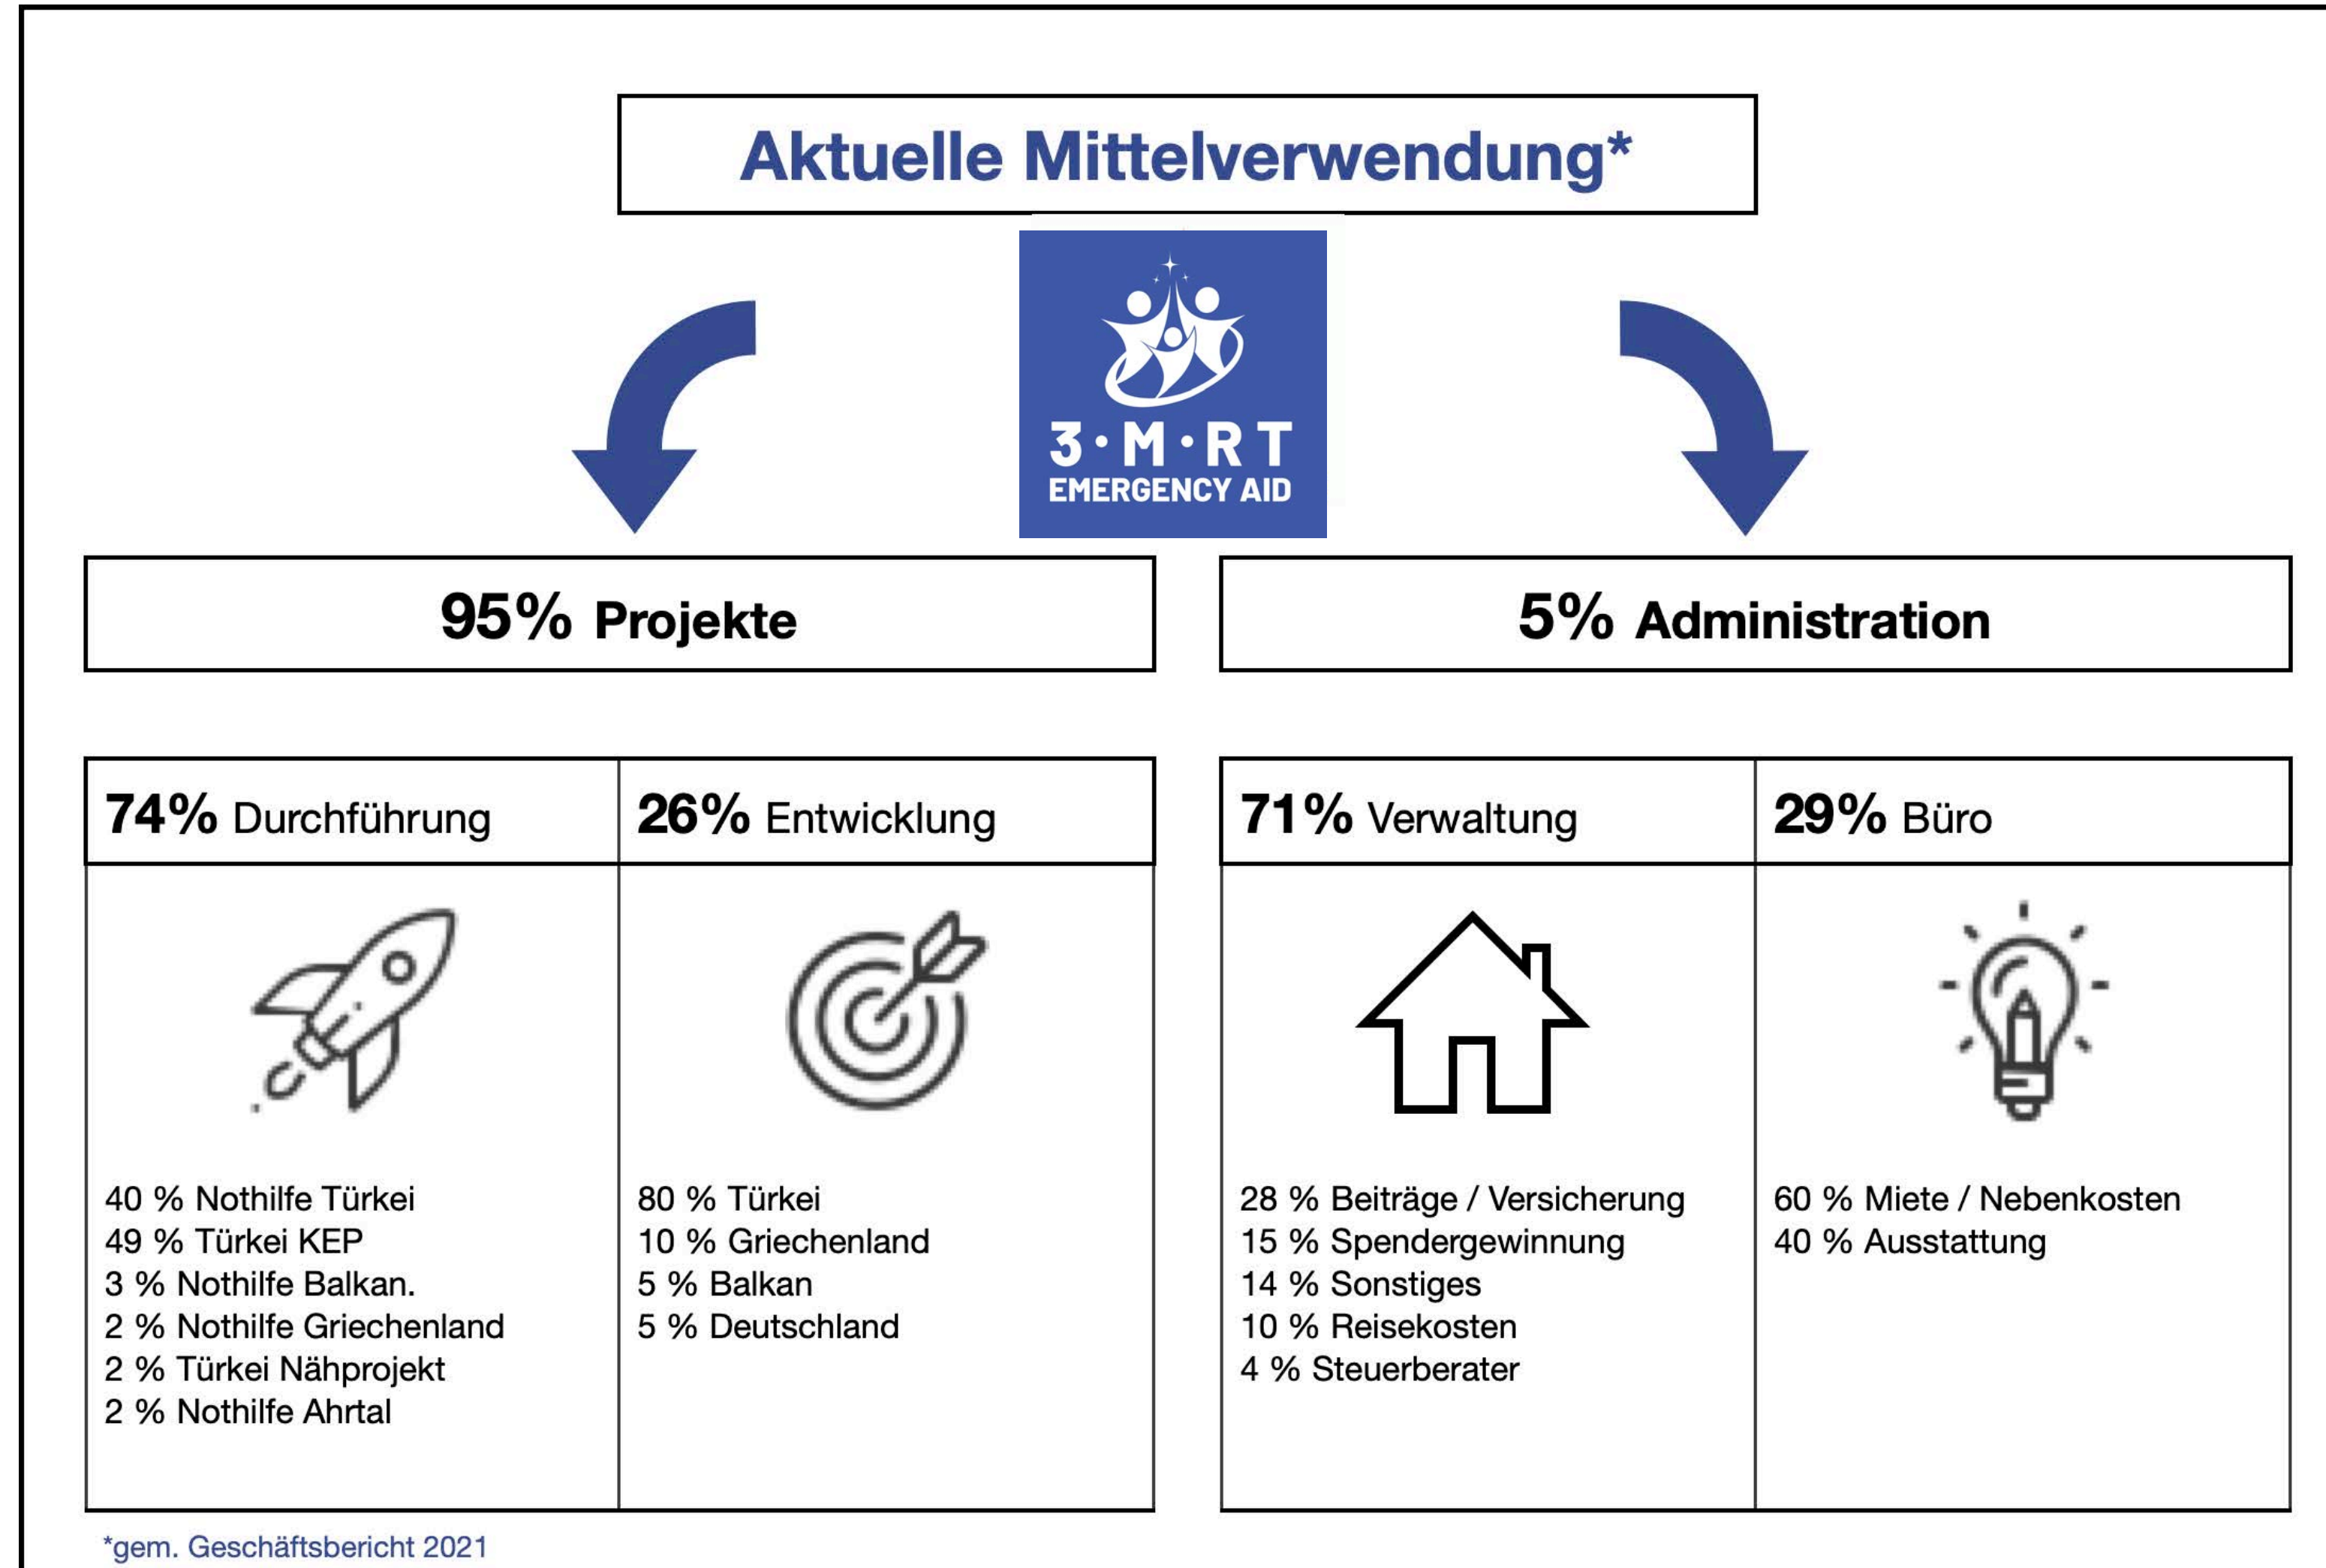 Aktuelle Mittelverwendung*
3·M·RT
EMERGENCY AID
95% Projekte
5% Administration
74% Durchführung
26% Entwicklung
71% Verwaltung
29% Büro
40 % Nothilfe Türkei
49 % Türkei KEP
3 % Nothilfe Balkan.
2 % Nothilfe Griechenland
2 % Türkei Nähprojekt
2 % Nothilfe Ahrtal
80 % Türkei
10 % Griechenland
5 % Balkan
5 % Deutschland
28 % Beiträge / Versicherung
15 % Spendergewinnung
14 % Sonstiges
10 % Reisekosten
4 % Steuerberater
60 % Miete / Nebenkosten
40 % Ausstattung
*gem. Geschäftsbericht 2021